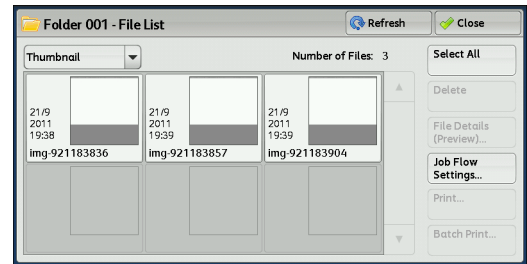 Folder 001 - File List
Refresh
Close
Thumbnail
Number of Files: 3
Select All
21/9
2011
19:38
img-921183836
21/9
2011
19:39
img-921183857
21/9
2011
19:39
img-921183904
Delete
File Details
(Preview)...
Job Flow
Settings...
Print...
Batch Print...